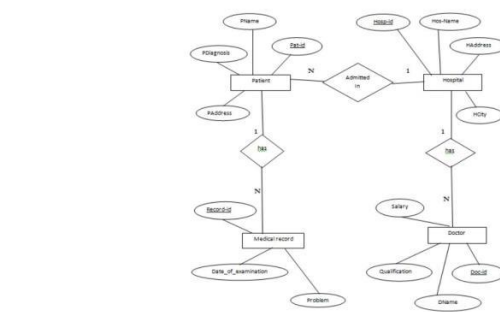 PName
Hosp-id
Hos-Name
PDiagnosis
Pat-id
HAddress
N
Admitted in
1
Patient
Hospital
PAddress
HCity
1
1
has
has
N
N
Record-id
Salary
Medical record
Doctor
Date_of_examination
Qualification
Doc-id
Problem
DName